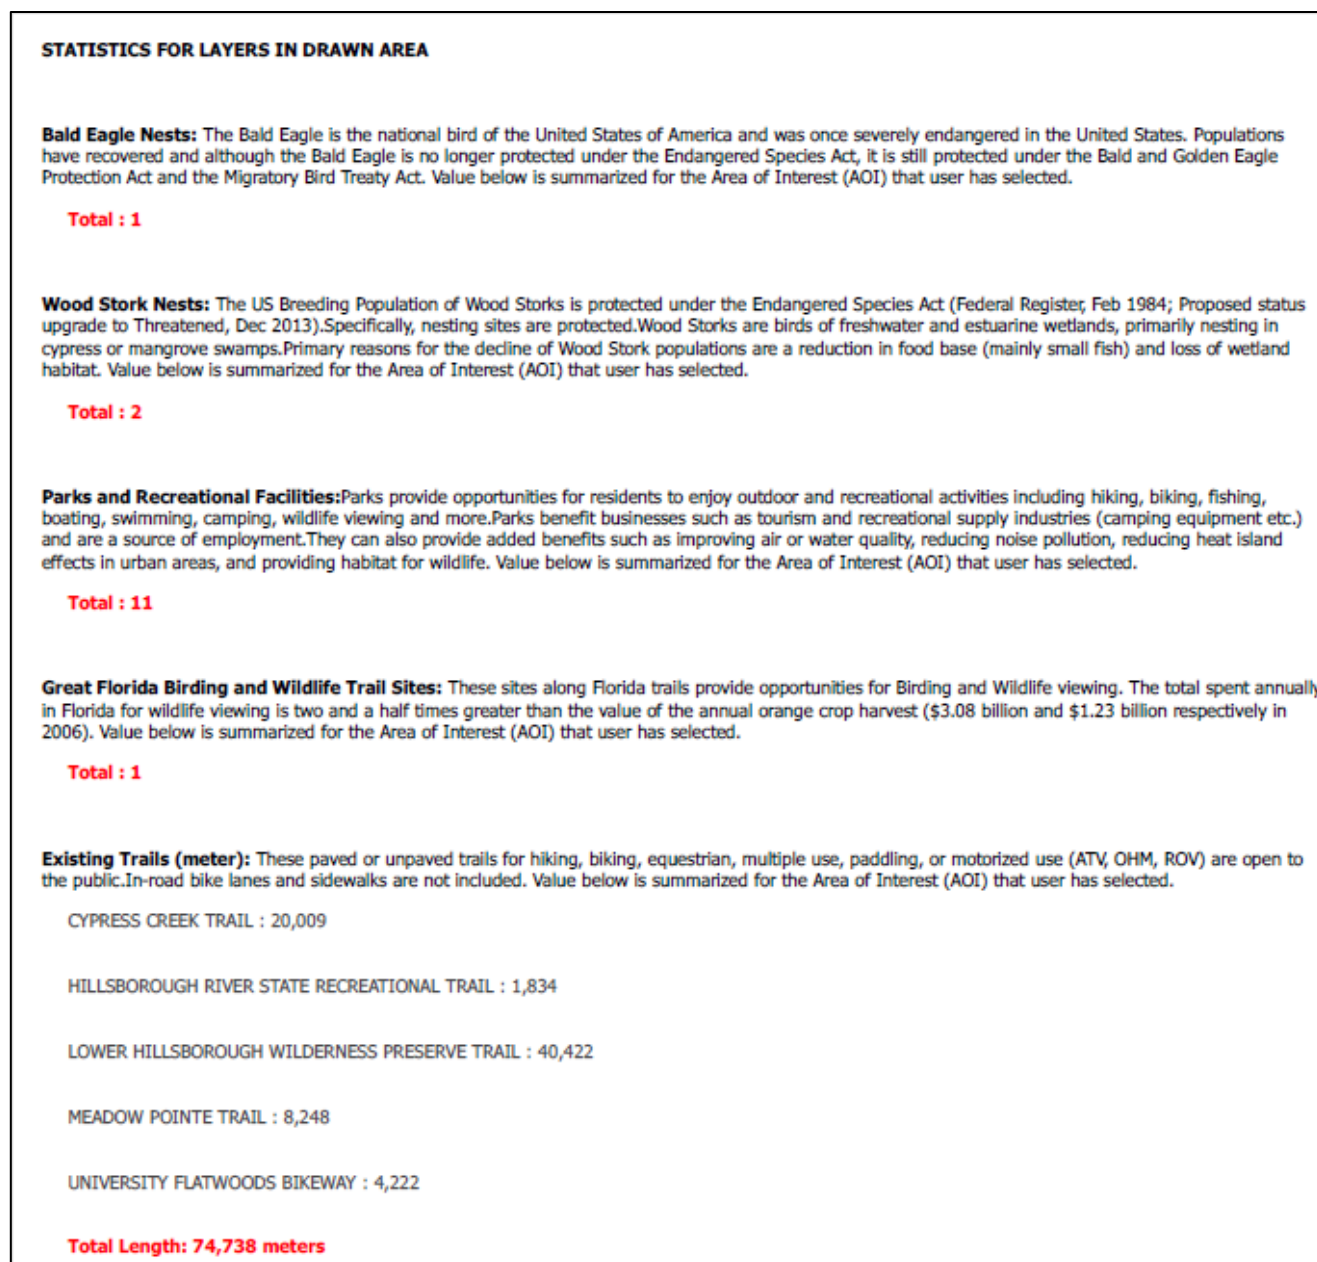 STATISTICS FOR LAYERS IN DRAWN AREA
Bald Eagle Nests: The Bald Eagle is the national bird of the United States of America and was once severely endangered in the United States. Populations
have recovered and although the Bald Eagle is no longer protected under the Endangered Species Act, it is still protected under the Bald and Golden Eagle
Protection Act and the Migratory Bird Treaty Act. Value below is summarized for the Area of Interest (AOI) that user has selected.
Total : 1
Wood Stork Nests: The US Breeding Population of Wood Storks is protected under the Endangered Species Act (Federal Register, Feb 1984; Proposed status
upgrade to Threatened, Dec 2013).Specifically, nesting sites are protected.Wood Storks are birds of freshwater and estuarine wetlands, primarily nesting in
cypress or mangrove swamps.Primary reasons for the decline of Wood Stork populations are a reduction in food base (mainly small fish) and loss of wetland
habitat. Value below is summarized for the Area of Interest (AOI) that user has selected.
Total : 2
Parks and Recreational Facilities:Parks provide opportunities for residents to enjoy outdoor and recreational activities including hiking, biking, fishing,
boating, swimming, camping, wildlife viewing and more.Parks benefit businesses such as tourism and recreational supply industries (camping equipment etc.)
and are a source of employment.They can also provide added benefits such as improving air or water quality, reducing noise pollution, reducing heat island
effects in urban areas, and providing habitat for wildlife. Value below is summarized for the Area of Interest (AOI) that user has selected.
Total : 11
Great Florida Birding and Wildlife Trail Sites: These sites along Florida trails provide opportunities for Birding and Wildlife viewing. The total spent annually
in Florida for wildlife viewing is two and a half times greater than the value of the annual orange crop harvest ($3.08 billion and $1.23 billion respectively in
2006). Value below is summarized for the Area of Interest (AOI) that user has selected.
Total : 1
Existing Trails (meter): These paved or unpaved trails for hiking, biking, equestrian, multiple use, paddling, or motorized use (ATV, OHM, ROV) are open to
the public.In-road bike lanes and sidewalks are not included. Value below is summarized for the Area of Interest (AOI) that user has selected.
CYPRESS CREEK TRAIL : 20,009
HILLSBOROUGH RIVER STATE RECREATIONAL TRAIL : 1,834
LOWER HILLSBOROUGH WILDERNESS PRESERVE TRAIL : 40,422
MEADOW POINTE TRAIL : 8,248
UNIVERSITY FLATWOODS BIKEWAY : 4,222
Total Length: 74,738 meters